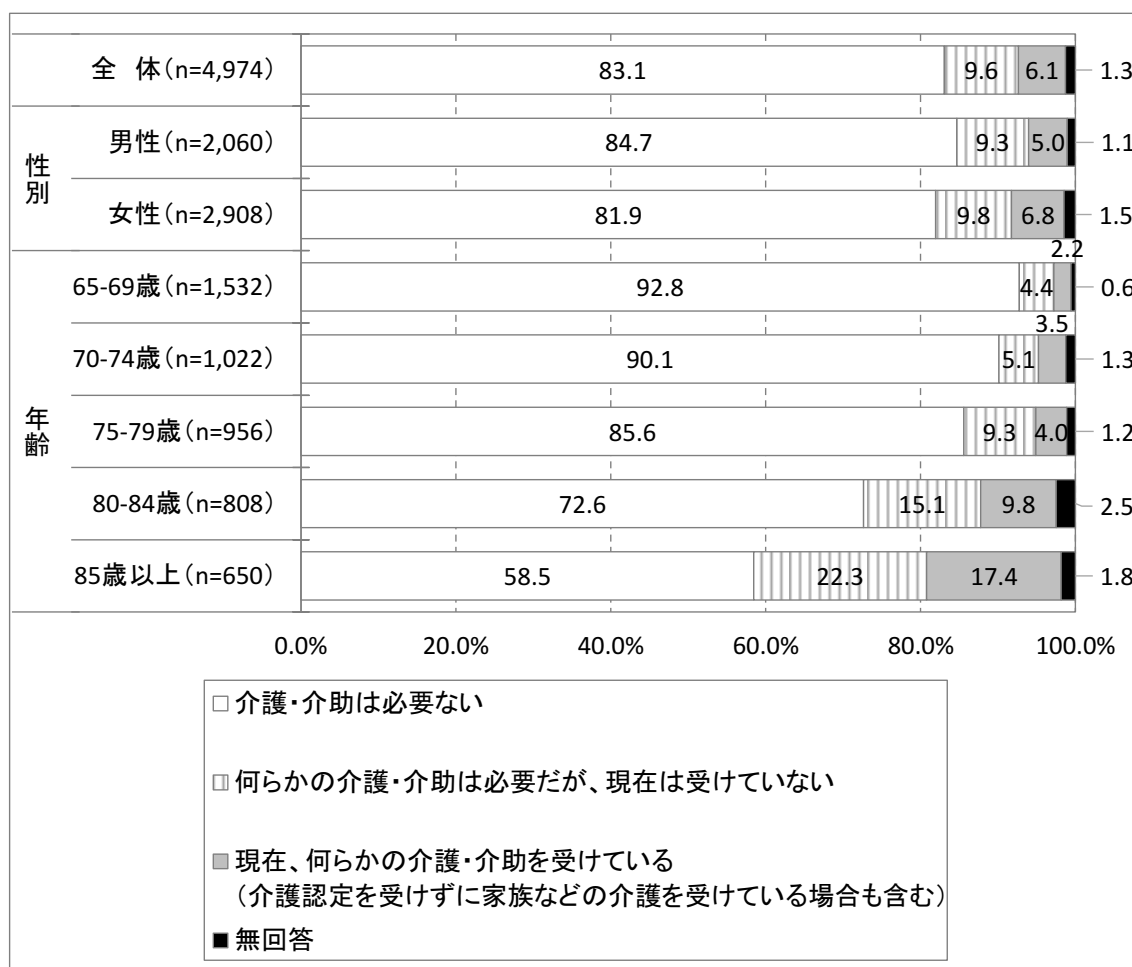 全 体(n=4,974) 83.1 9.6 6.1 1.3
性別
男性(n=2,060) 84.7 9.3 5.0 1.1
女性(n=2,908) 81.9 9.8 6.8 1.5
年齢
65-69歳(n=1,532) 92.8 4.4 2.2 0.6
70-74歳(n=1,022) 90.1 5.1 3.5 1.3
75-79歳(n=956) 85.6 9.3 4.0 1.2
80-84歳(n=808) 72.6 15.1 9.8 2.5
85歳以上(n=650) 58.5 22.3 17.4 1.8
0.0% 20.0% 40.0% 60.0% 80.0% 100.0%
介護・介助は必要ない
何らかの介護・介助は必要だが、現在は受けていない
現在、何らかの介護・介助を受けている
(介護認定を受けずに家族などの介護を受けている場合も含む)
無回答